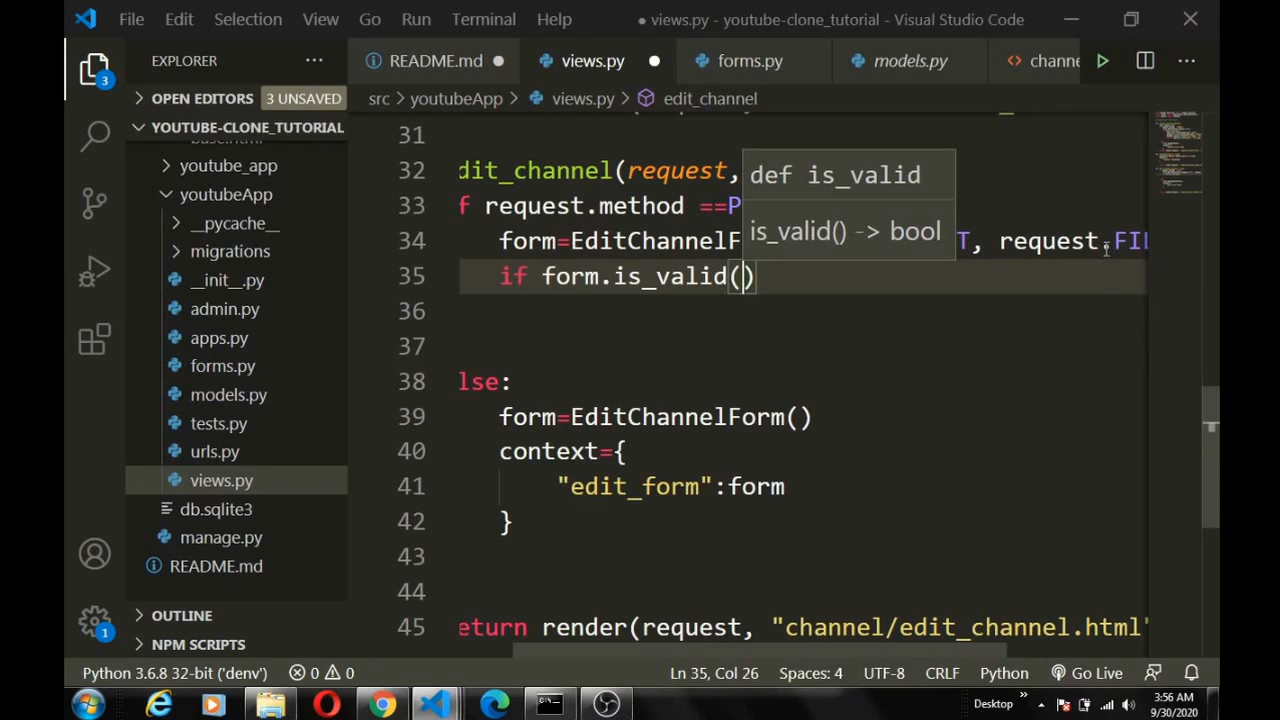 File Edit Selection View Go Run Terminal Help
● views.py - youtube-clone_tutorial - Visual Studio Code
EXPLORER
README.md
views.py
forms.py
models.py
channe
OPEN EDITORS 3 UNSAVED
src > youtubeApp > views.py > edit_channel
YOUTUBE-CLONE_TUTORIAL
youtube_app
youtubeApp
__pycache__
migrations
__init__.py
admin.py
apps.py
forms.py
models.py
tests.py
urls.py
views.py
db.sqlite3
manage.py
README.md
OUTLINE
NPM SCRIPTS
3
1
31
32 dit_channel(request,
33 f request.method ==P
34 form=EditChannelF T, request.FIL
35 if form.is_valid()
36
37
38 lse:
39 form=EditChannelForm()
40 context={
41 "edit_form":form
42 }
43
44
45 eturn render(request, "channel/edit_channel.html"
def is_valid
is_valid() -> bool
Python 3.6.8 32-bit ('denv') 0 0 Ln 35, Col 26 Spaces: 4 UTF-8 CRLF Python Go Live
Desktop
3:56 AM
9/30/2020